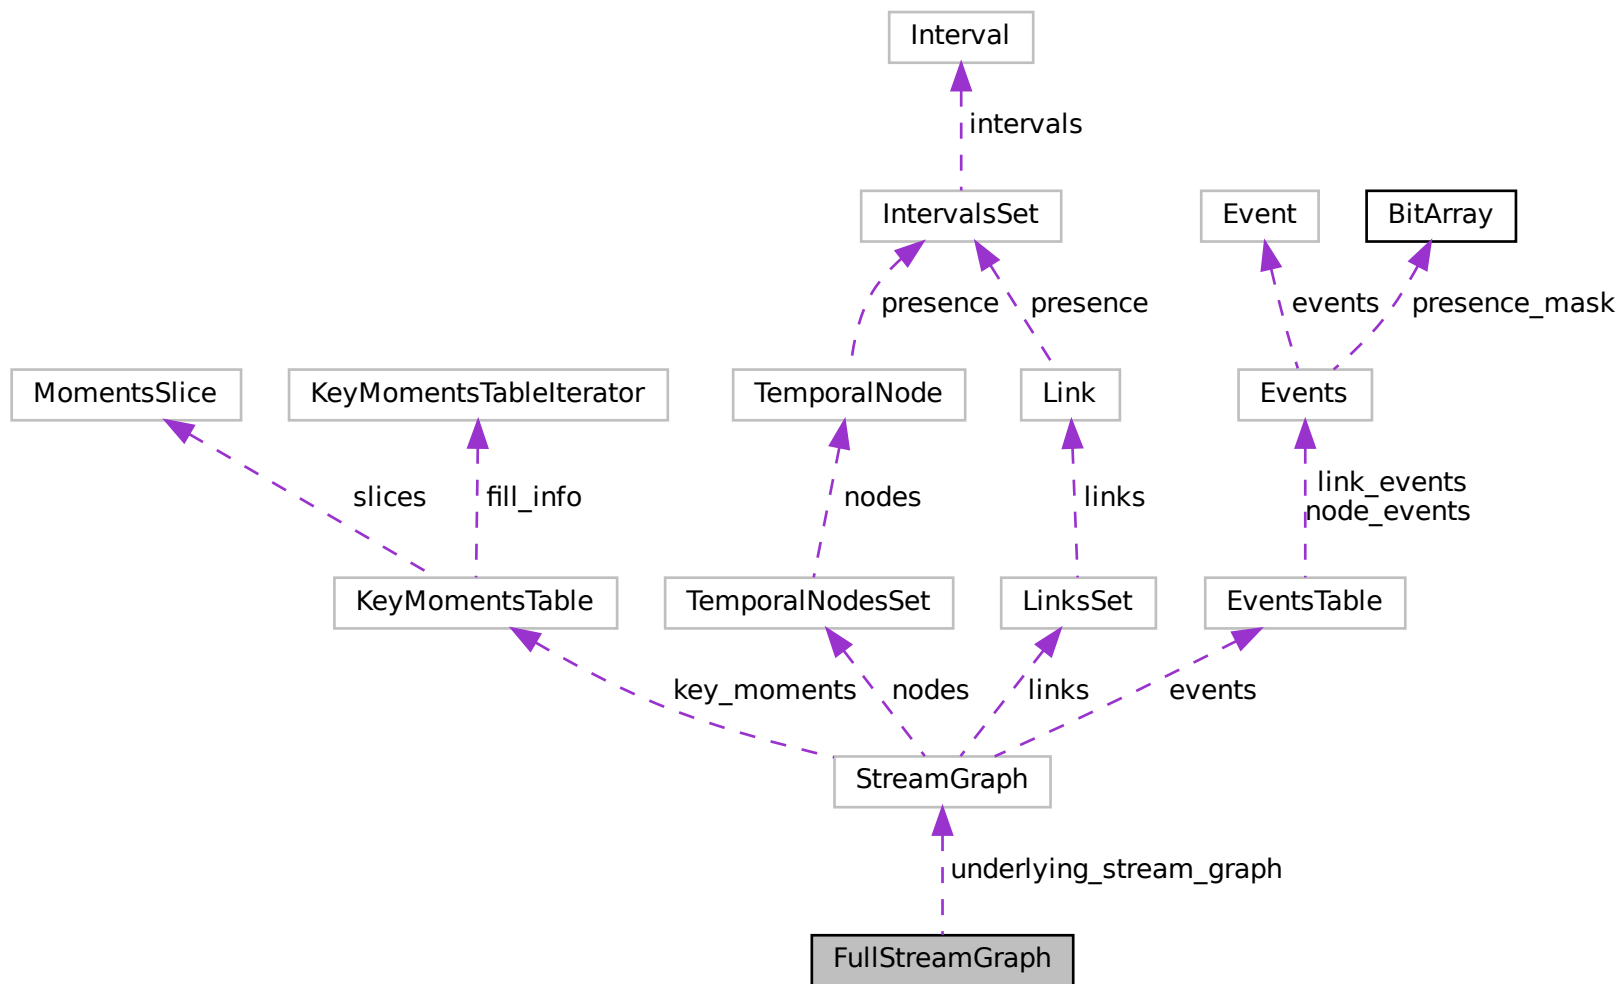 Interval
intervals
IntervalsSet
Event
BitArray
presence
presence
events
presence_mask
MomentsSlice
KeyMomentsTableIterator
TemporalNode
Link
Events
slices
fill_info
nodes
links
link_events
node_events
KeyMomentsTable
TemporalNodesSet
LinksSet
EventsTable
key_moments
nodes
links
events
StreamGraph
underlying_stream_graph
FullStreamGraph